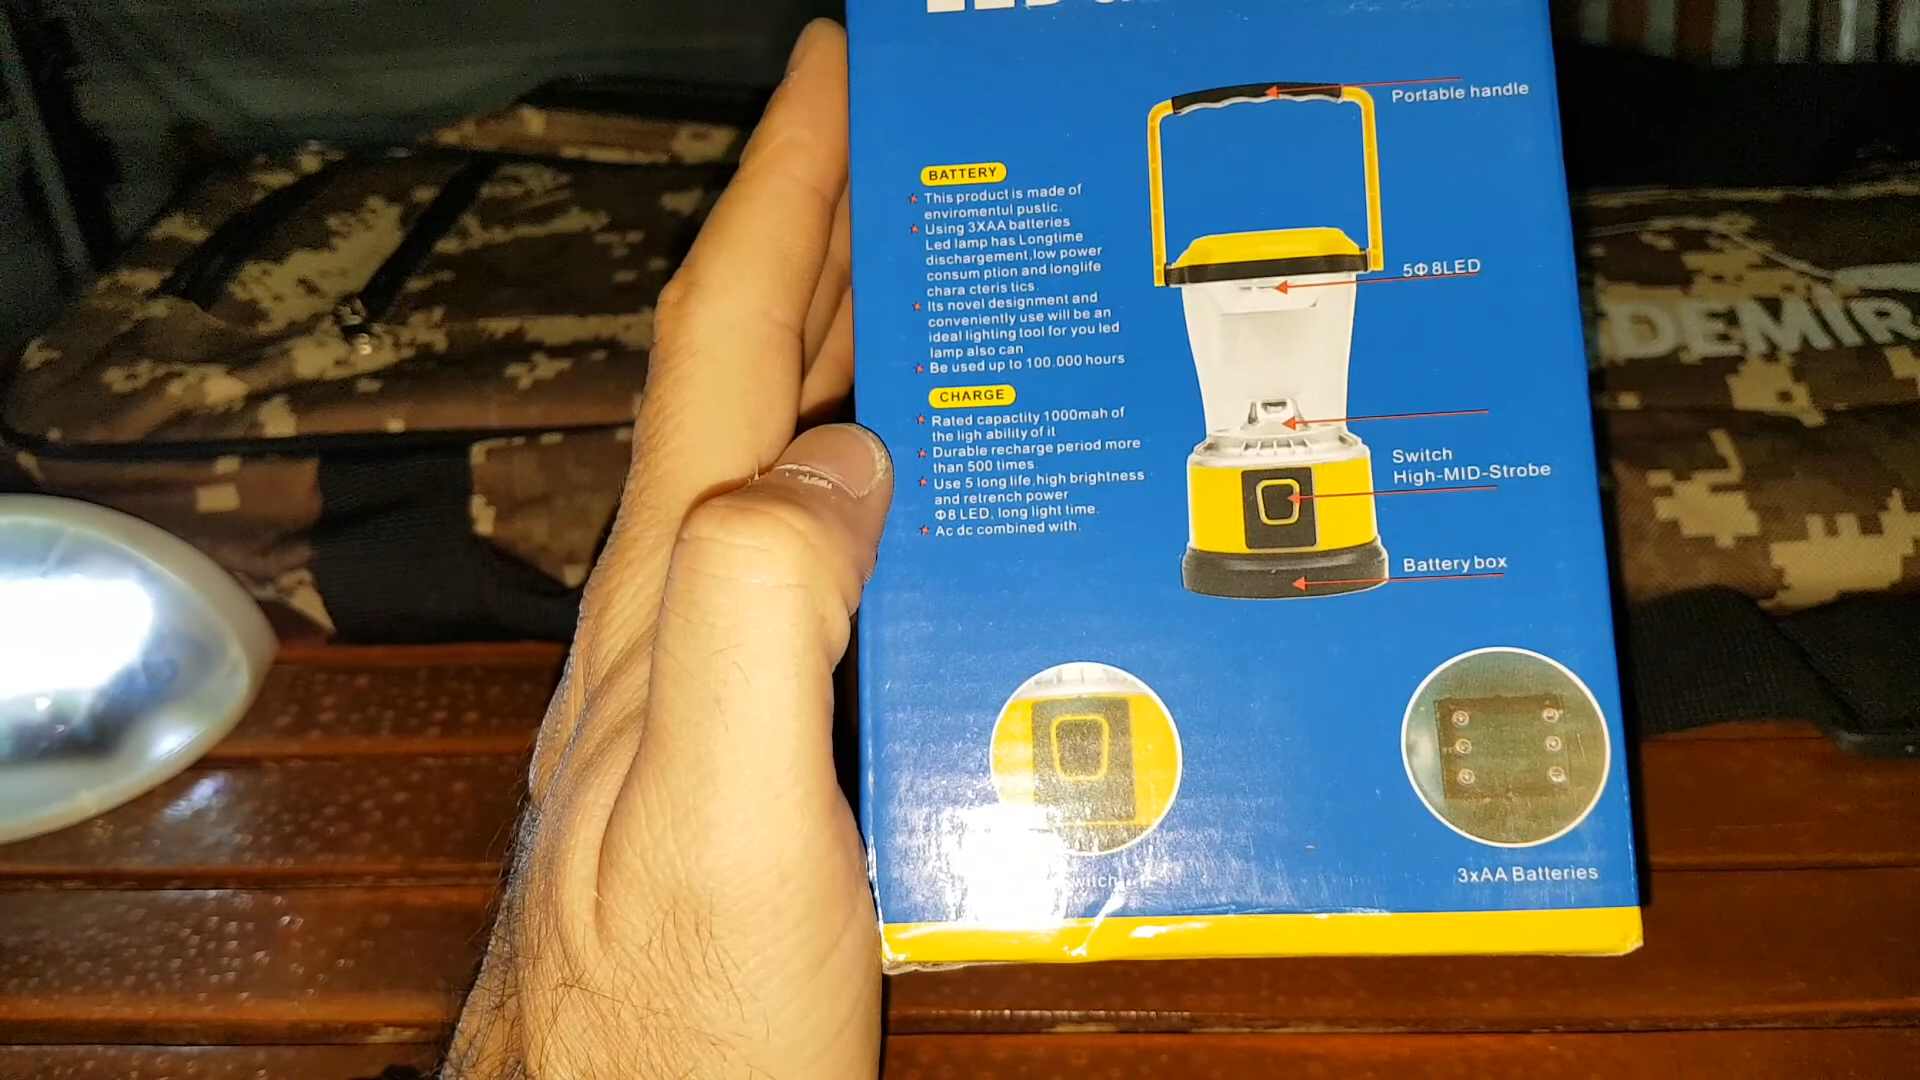 LED
Portable handle
BATTERY
This product is made of
enviromentul pustic.
Using 3XAA batteries
Led lamp has Longtime
dischargement,low power
consum ption and longlife
chara cteris tics.
Its novel designment and
conveniently use will be an
ideal lighting tool for you led
lamp also can
Be used up to 100.000 hours
5Φ8LED
CHARGE
Rated capactity 1000mah of
the ligh ability of it
Durable recharge period more
than 500 times.
Use 5 long life,high brightness
and retrench power
Φ8 LED, long light time.
Ac dc combined with.
Switch
High-MID-Strobe
Battery box
3xAA Batteries
DEMİR